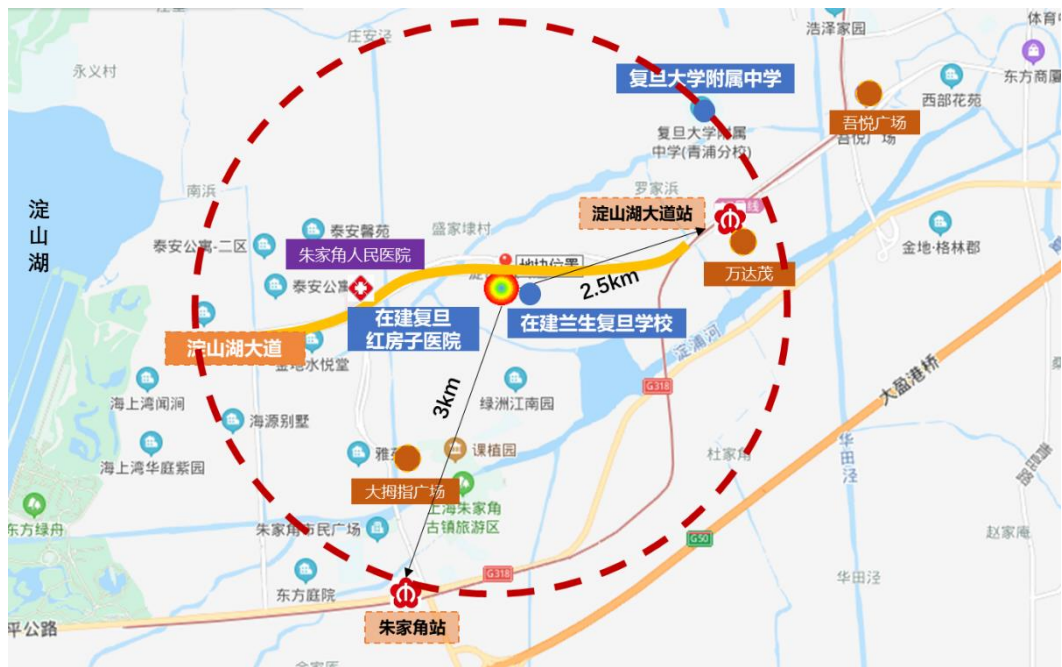 庄安泾
浩泽家园
体育中
永义村
复旦大学附属中学
东方商厦
西部花苑
吾悦广场
吾悦广场
复旦大学附属
中学(青浦分校)
南浜
罗家浜
淀山湖
泰安馨苑
盛家埭村
淀山湖大道站
泰安公寓-二区
朱家角人民医院
金地·格林郡
地块位置
万达茂
泰安公寓
2.5km
在建复旦
红房子医院
在建兰生复旦学校
淀浦河
淀山湖大道
金地水悦堂
3km
G318
大盈港桥
海上湾闻涧
绿洲江南园
海源别墅
华田泾
雅苑
课植园
杜家角
海上湾华庭紫园
大拇指广场
上海朱家角
古镇旅游区
东方绿舟
朱家角市民广场
赵家庵
G50
G318
华田泾
东方庭院
平公路
朱家角站